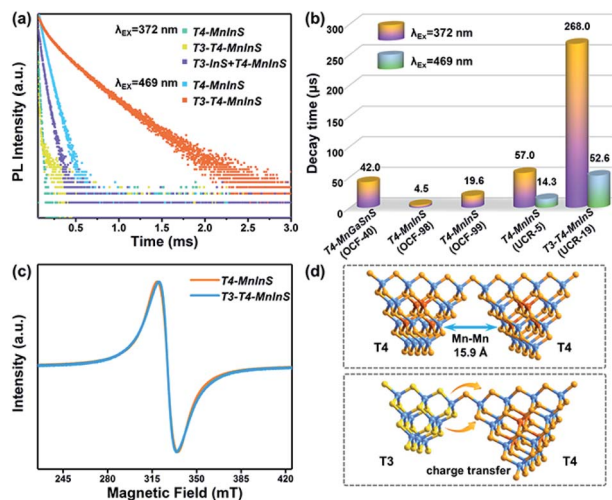 (a)
λEX=372 nm
T4-MnInS
T3-T4-MnInS
T3-InS+T4-MnInS
λEX=469 nm
T4-MnInS
T3-T4-MnInS
PL Intensity (a.u.)
0.5 1.0 1.5 2.0 2.5 3.0
Time (ms)
(b)
λEX=372 nm
λEX=469 nm
Decay time (μs)
300
250
200
150
100
50
0
42.0
4.5
19.6
57.0
14.3
268.0
52.6
T4-MnGaSnS
(OCF-40)
T4-MnInS
(OCF-98)
T4-MnInS
(OCF-99)
T4-MnInS
(UCR-5)
T3-T4-MnInS
(UCR-19)
(c)
T4-MnInS
T3-T4-MnInS
Intensity (a.u.)
245 280 315 350 385 420
Magnetic Field (mT)
(d)
Mn-Mn
15.9 Å
T4
T4
T3
charge transfer
T4